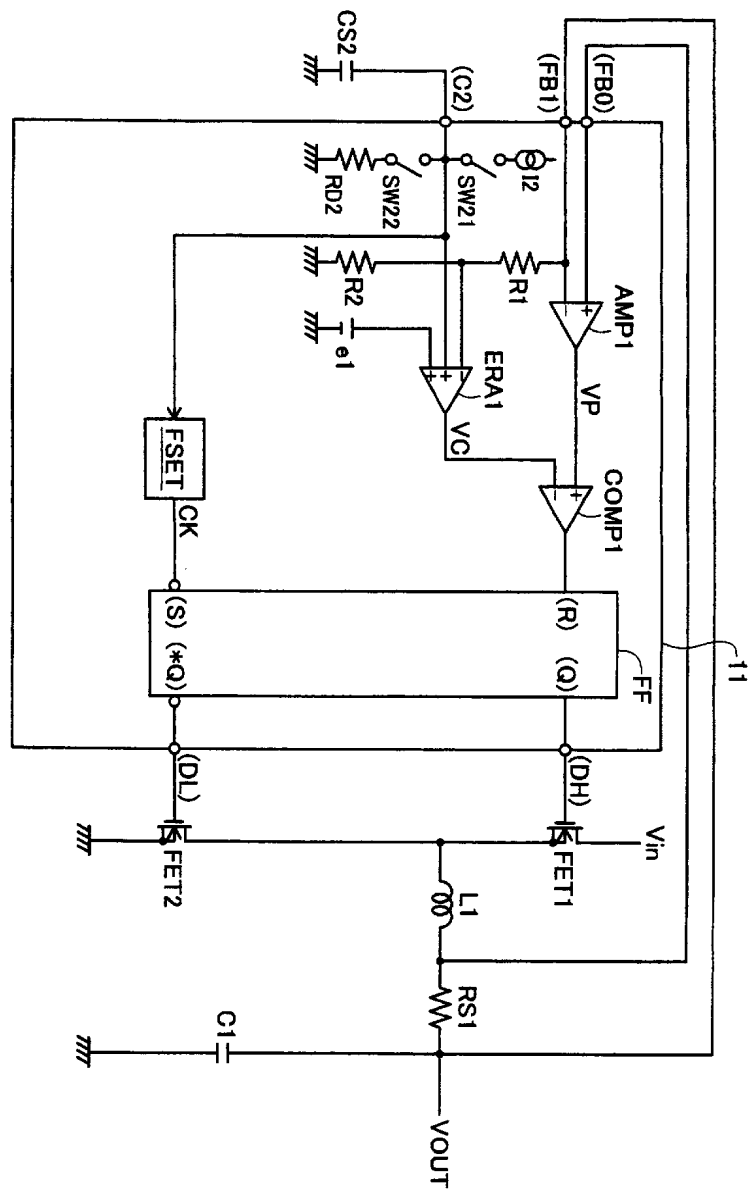 11
(FB0)
(FB1)
(C2)
CS2
I2
SW21
SW22
RD2
R1
R2
e1
AMP1
VP
ERA1
VC
COMP1
FSET
CK
FF
(R)
(Q)
(S)
(*Q)
(DH)
(DL)
Vin
FET1
FET2
L1
RS1
C1
VOUT